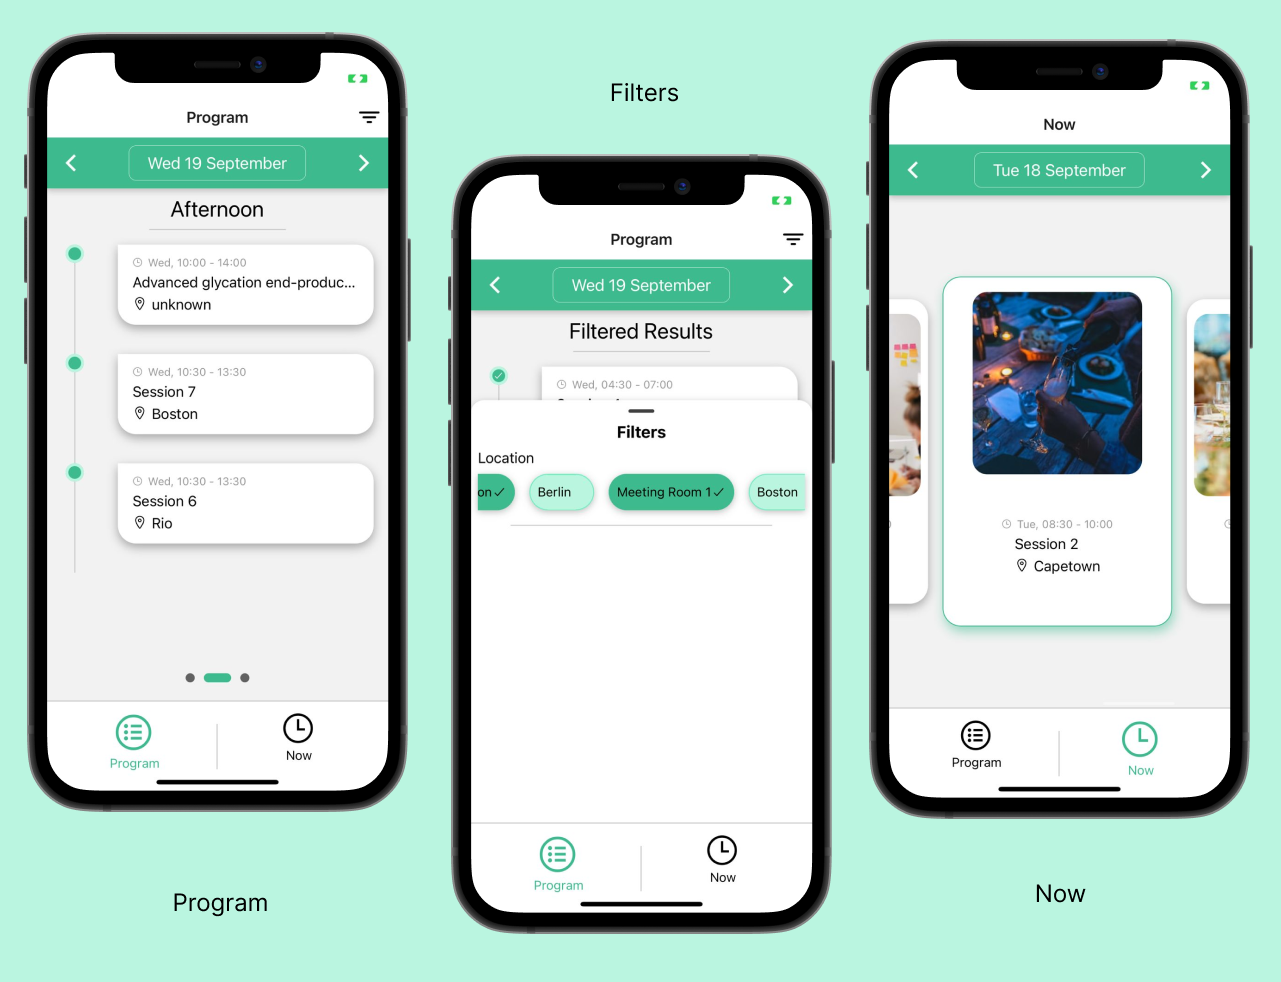 Program
Wed 19 September
Afternoon
Wed, 10:00 - 14:00
Advanced glycation end-produc...
unknown
Wed, 10:30 - 13:30
Session 7
Boston
Wed, 10:30 - 13:30
Session 6
Rio
Program
Now
Program
Filters
Program
Wed 19 September
Filtered Results
Wed, 04:30 - 07:00
Filters
Location
on
Berlin
Meeting Room 1
Boston
Program
Now
Now
Tue 18 September
Tue, 08:30 - 10:00
Session 2
Capetown
Program
Now
Now